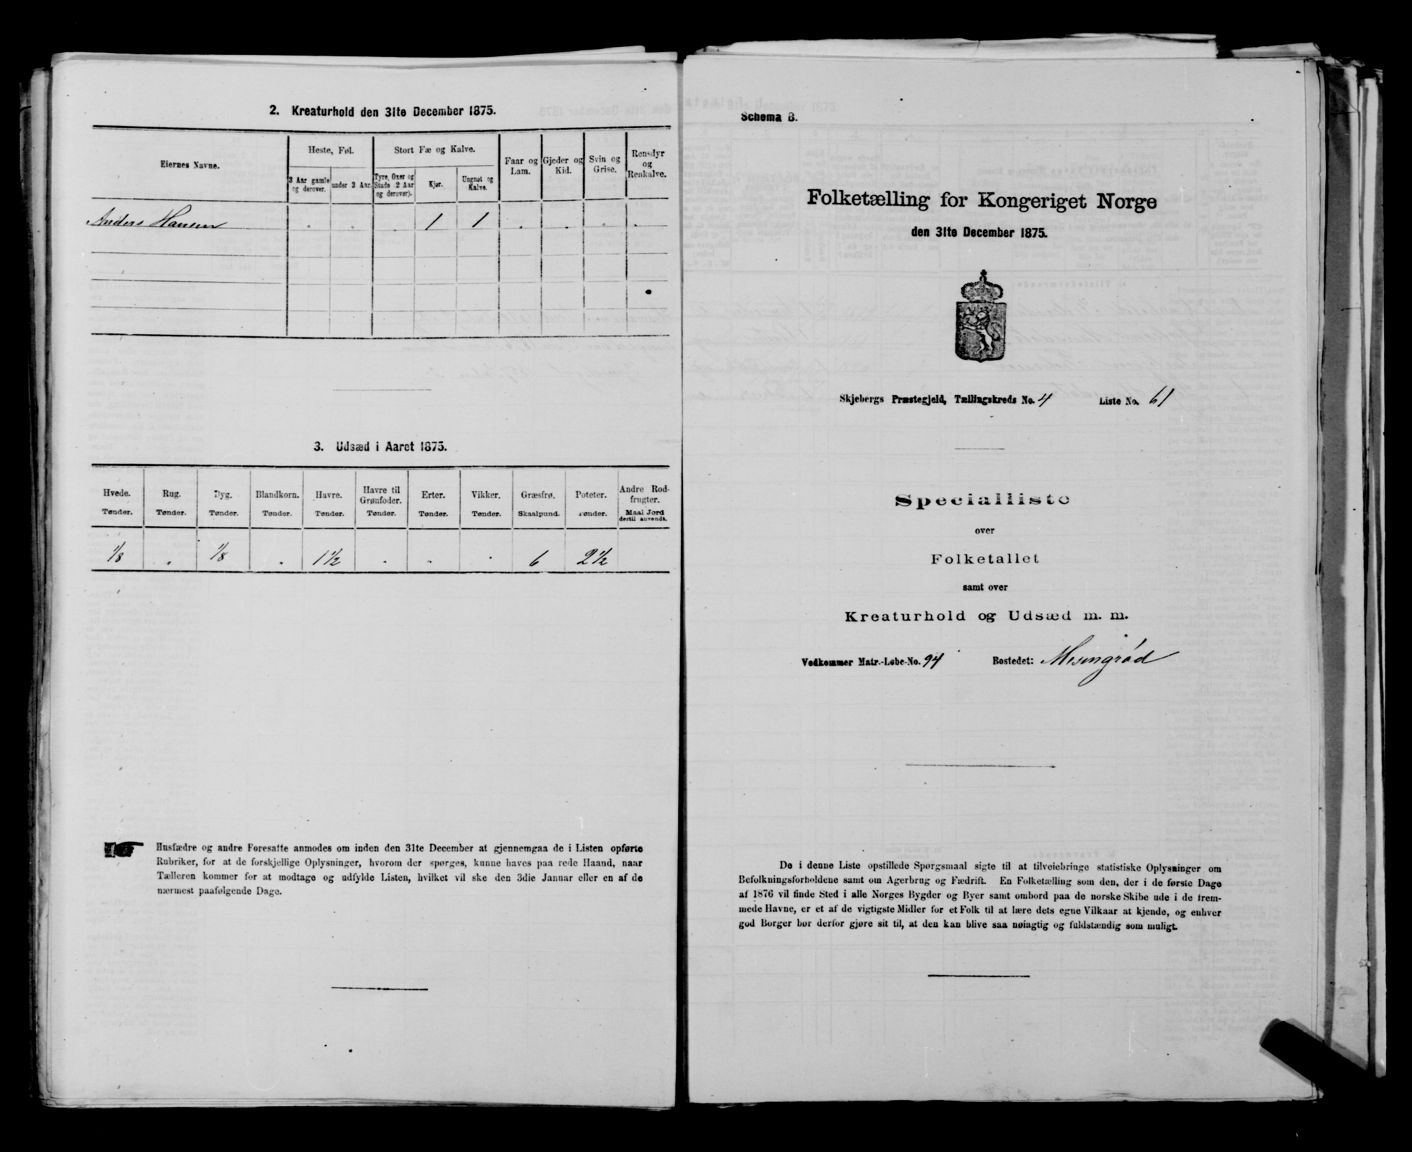 2. Kreaturhold den 31te December 1875.
Eiernes Navne.
Heste, Føl.
Stort Fæ og Kalve.
Faar og Lam.
Gjeder og Kid.
Svin og Grise.
Rensdyr og Renkalve.
3 Aar gamle og derover.
under 3 Aar.
Tyre, Oxer og Stude (2 Aar og derover).
Kjør.
Ungnøt og Kalve.
Anders Hansen . . . 1 1 . . . .
3. Udsæd i Aaret 1875.
Hvede. Rug. Byg. Blandkorn. Havre. Havre til Grønfoder. Erter. Vikker. Græsfrø. Poteter. Andre Rodfrugter.
Tønder. Tønder. Tønder. Tønder. Tønder. Tønder. Tønder. Tønder. Skaalpund. Tønder. Maal Jord dertil anvendt.
1/8 . 1/8 . 1 1/2 . . . 6 2 1/2
Husfædre og andre Foresatte anmodes om inden den 31te December at gjennemgaa de i Listen opførte
Rubriker, for at de forskjellige Oplysninger, hvorom der spørges, kunne haves paa rede Haand, naar
Tælleren kommer for at modtage og udfylde Listen, hvilket vil ske den 3die Januar eller en af de
nærmest paafølgende Dage.
Schema B.
Folketælling for Kongeriget Norge
den 31te December 1875.
Skjebergs Præstegjeld, Tællingskreds No. 4 Liste No. 61
Specialliste
over
Folketallet
samt over
Kreaturhold og Udsæd m. m.
Vedkommer Matr.-Løbe-No. 94 Bostedet: Misingrød
De i denne Liste opstillede Spørgsmaal sigte til at tilveiebringe statistiske Oplysninger om
Befolkningsforholdene samt om Agerbrug og Fædrift. En Folketælling som den, der i de første Dage
af 1876 vil finde Sted i alle Norges Bygder og Byer samt ombord paa de norske Skibe ude i de frem-
mede Havne, er et af de vigtigste Midler for et Folk til at lære dets egne Vilkaar at kjende, og enhver
god Borger bør derfor gjøre sit til, at den kan blive saa nøiagtig og fuldstændig som muligt.